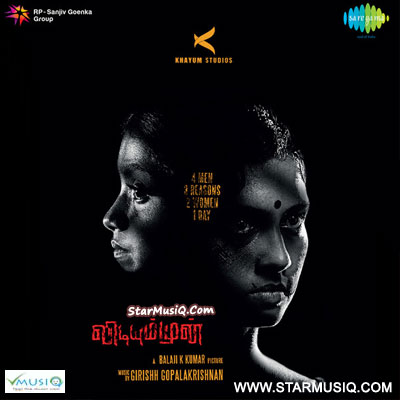 RP - Sanjiv Goenka
Group
saregama
KHAYUM STUDIOS
4 MEN
8 REASONS
2 WOMEN
1 DAY
StarMusiQ.Com
விடியும்முன்
A BALAJI K KUMAR PICTURE
MUSIC BY GIRISHH GOPALAKRISHNAN
VMUSIQ
WWW.STARMUSIQ.COM